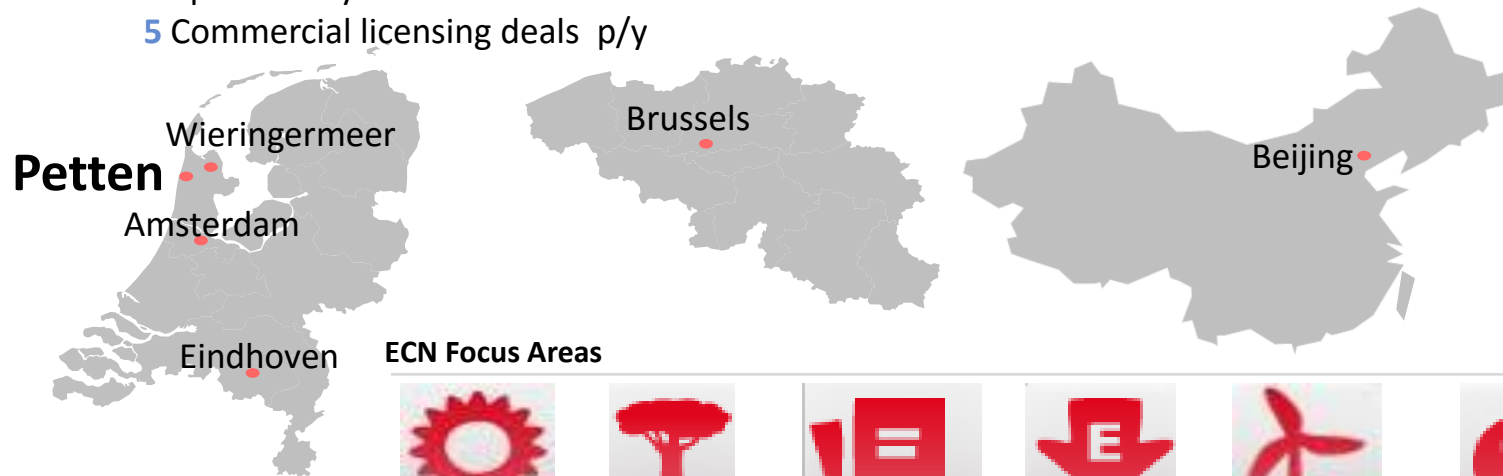 5 Commercial licensing deals p/y
Wieringermeer
Petten
Amsterdam
Eindhoven
Brussels
Beijing
ECN Focus Areas
=
E